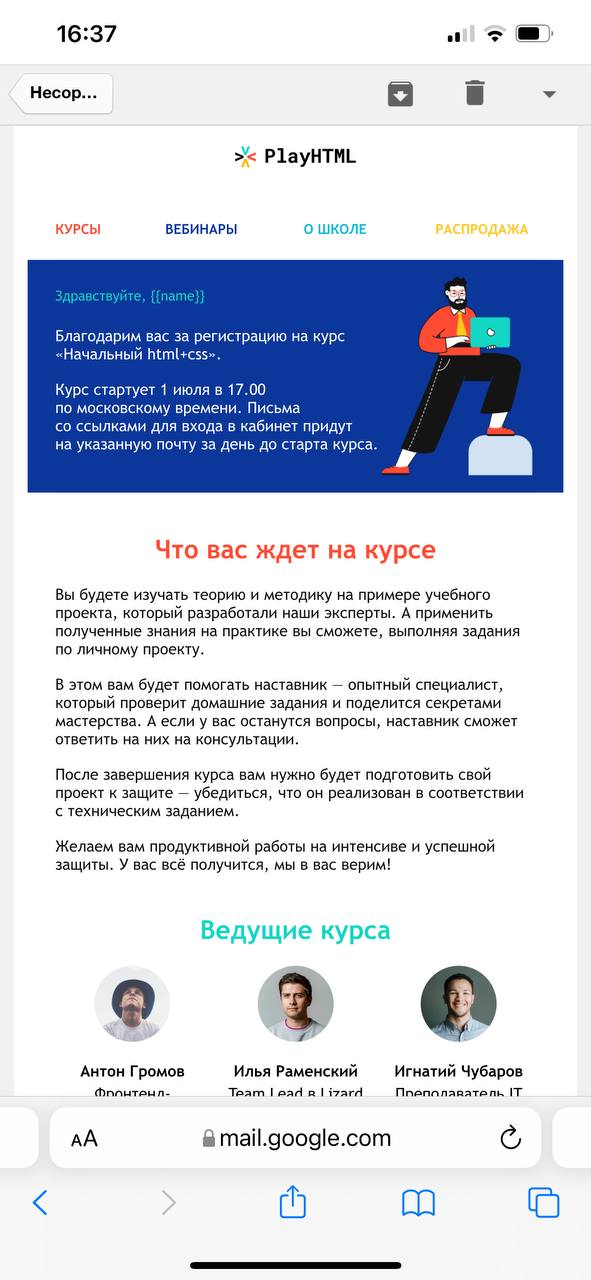 16:37
Несор...
PlayHTML
КУРСЫ ВЕБИНАРЫ О ШКОЛЕ РАСПРОДАЖА
Здравствуйте, {{name}}
Благодарим вас за регистрацию на курс
«Начальный html+css».
Курс стартует 1 июля в 17.00
по московскому времени. Письма
со ссылками для входа в кабинет придут
на указанную почту за день до старта курса.
Что вас ждет на курсе
Вы будете изучать теорию и методику на примере учебного
проекта, который разработали наши эксперты. А применить
полученные знания на практике вы сможете, выполняя задания
по личному проекту.
В этом вам будет помогать наставник — опытный специалист,
который проверит домашние задания и поделится секретами
мастерства. А если у вас останутся вопросы, наставник сможет
ответить на них на консультации.
После завершения курса вам нужно будет подготовить свой
проект к защите — убедиться, что он реализован в соответствии
с техническим заданием.
Желаем вам продуктивной работы на интенсиве и успешной
защиты. У вас всё получится, мы в вас верим!
Ведущие курса
Антон Громов Илья Раменский Игнатий Чубаров
Фронтенд- Team Lead в Lizard Преподаватель IT
AA mail.google.com